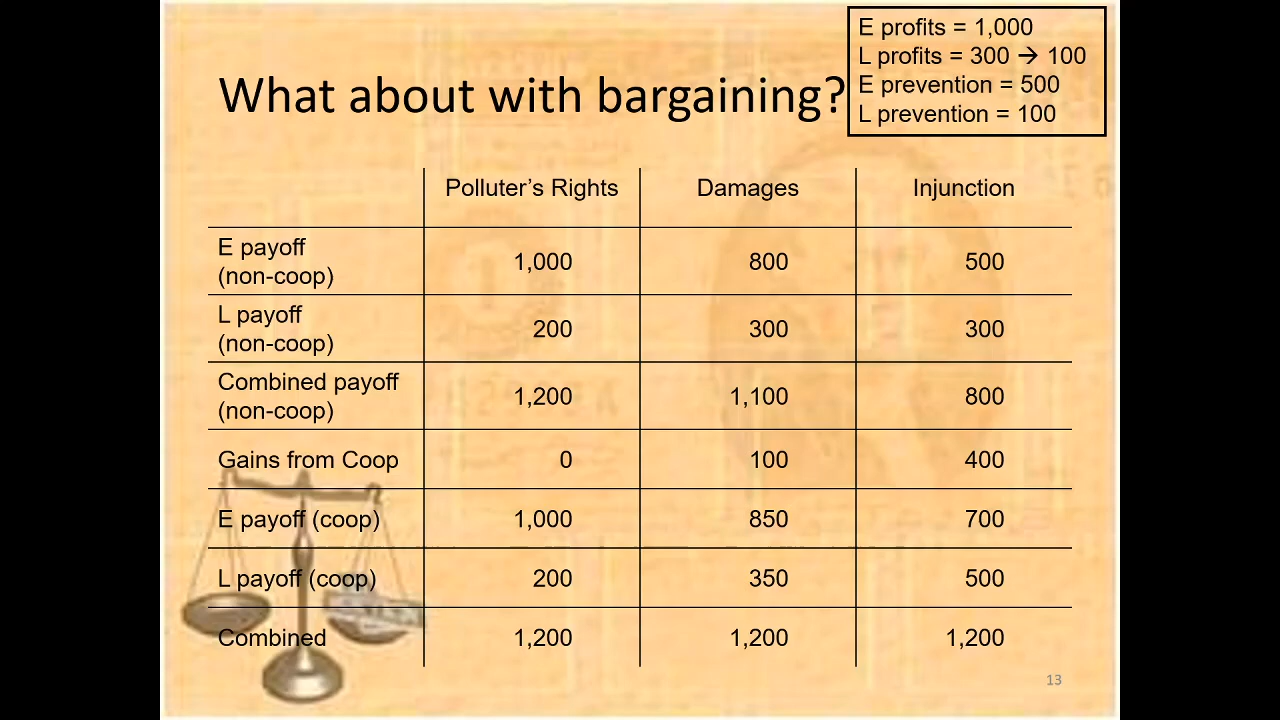 E profits = 1,000
L profits = 300 → 100
E prevention = 500
L prevention = 100
What about with bargaining?
Polluter's Rights Damages Injunction
E payoff
(non-coop) 1,000 800 500
L payoff
(non-coop) 200 300 300
Combined payoff
(non-coop) 1,200 1,100 800
Gains from Coop 0 100 400
E payoff (coop) 1,000 850 700
L payoff (coop) 200 350 500
Combined 1,200 1,200 1,200
13